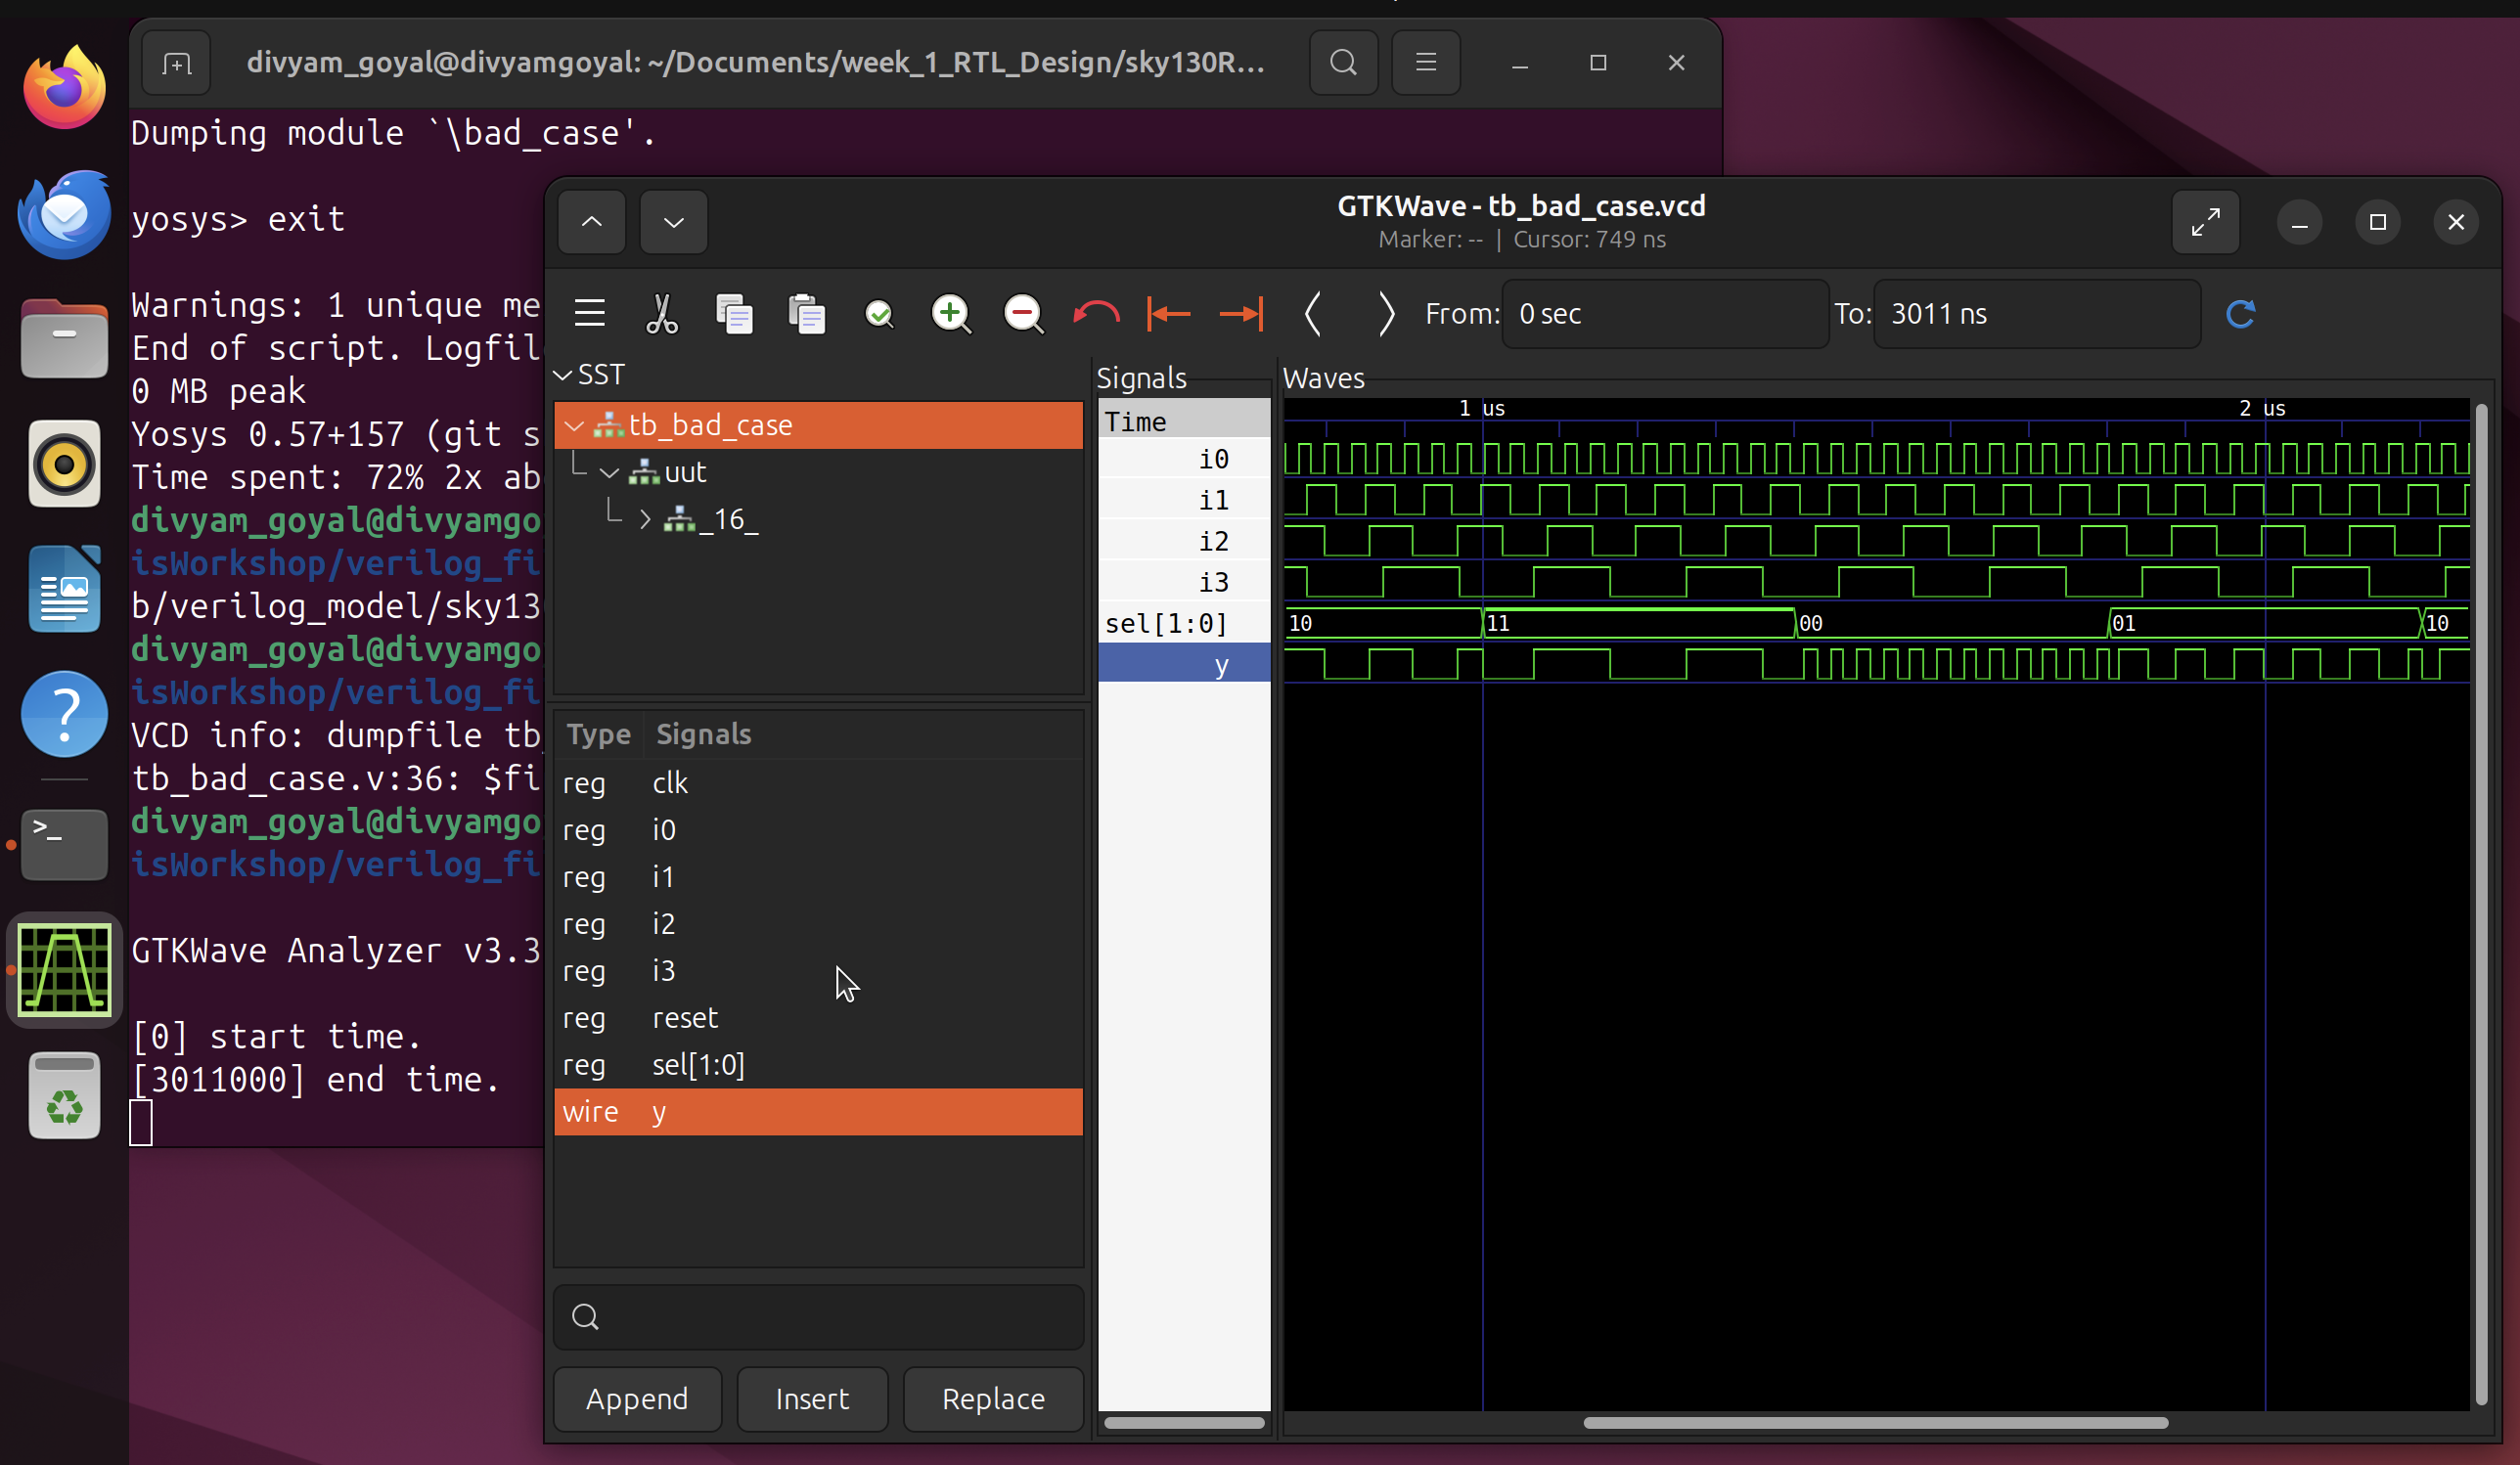 divyam_goyal@divyamgoyal: ~/Documents/week_1_RTL_Design/sky130R...
Dumping module `\bad_case'.
yosys> exit
Warnings: 1 unique me
End of script. Logfil
0 MB peak
Yosys 0.57+157 (git s
Time spent: 72% 2x ab
divyam_goyal@divyamgo
isWorkshop/verilog_fi
b/verilog_model/sky13
divyam_goyal@divyamgo
isWorkshop/verilog_fi
VCD info: dumpfile tb_
tb_bad_case.v:36: $fi
divyam_goyal@divyamgo
isWorkshop/verilog_fi
GTKWave Analyzer v3.3
[0] start time.
[3011000] end time.
GTKWave - tb_bad_case.vcd
Marker: -- | Cursor: 749 ns
From: 0 sec To: 3011 ns
SST
tb_bad_case
uut
_16_
Type Signals
reg clk
reg i0
reg i1
reg i2
reg i3
reg reset
reg sel[1:0]
wire y
Append Insert Replace
Signals
Time
i0
i1
i2
i3
sel[1:0]
y
Waves
1 us 2 us
10 11 00 01 10